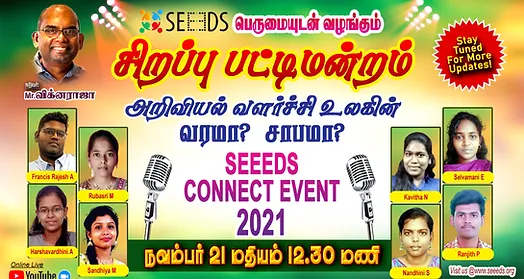 SEEEDS பெருமையுடன் வழங்கும்
சிறப்பு பட்டிமன்றம்
Stay
Tuned
For More
Updates!
நடுவர்:
Mr.விக்னராஜா
அறிவியல் வளர்ச்சி உலகின்
வரமா? சாபமா?
SEEEDS
CONNECT EVENT
2021
நவம்பர் 21 மதியம் 12.30 மணி
Francis Rajesh A
Rubasri M
Harshavardhini A
Sandhiya M
Kavitha N
Selvamani E
Nandhini S
Ranjith P
Online Live
YouTube
Visit us @www.seeeds.org